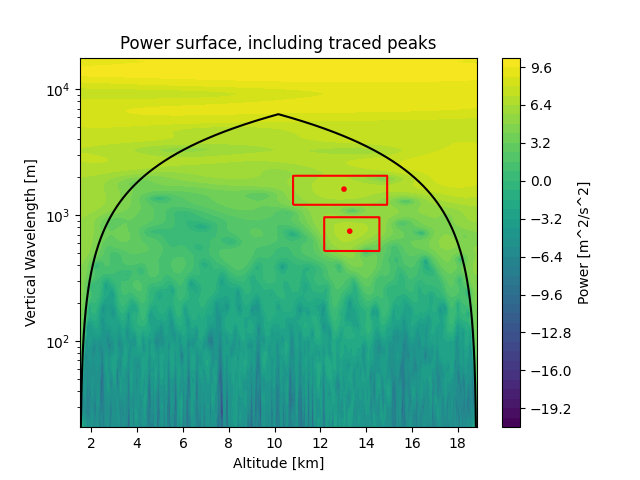 Power surface, including traced peaks
Vertical Wavelength [m]
10^4
10^3
10^2
2 4 6 8 10 12 14 16 18
Altitude [km]
9.6
6.4
3.2
0.0
−3.2
−6.4
−9.6
−12.8
−16.0
−19.2
Power [m^2/s^2]